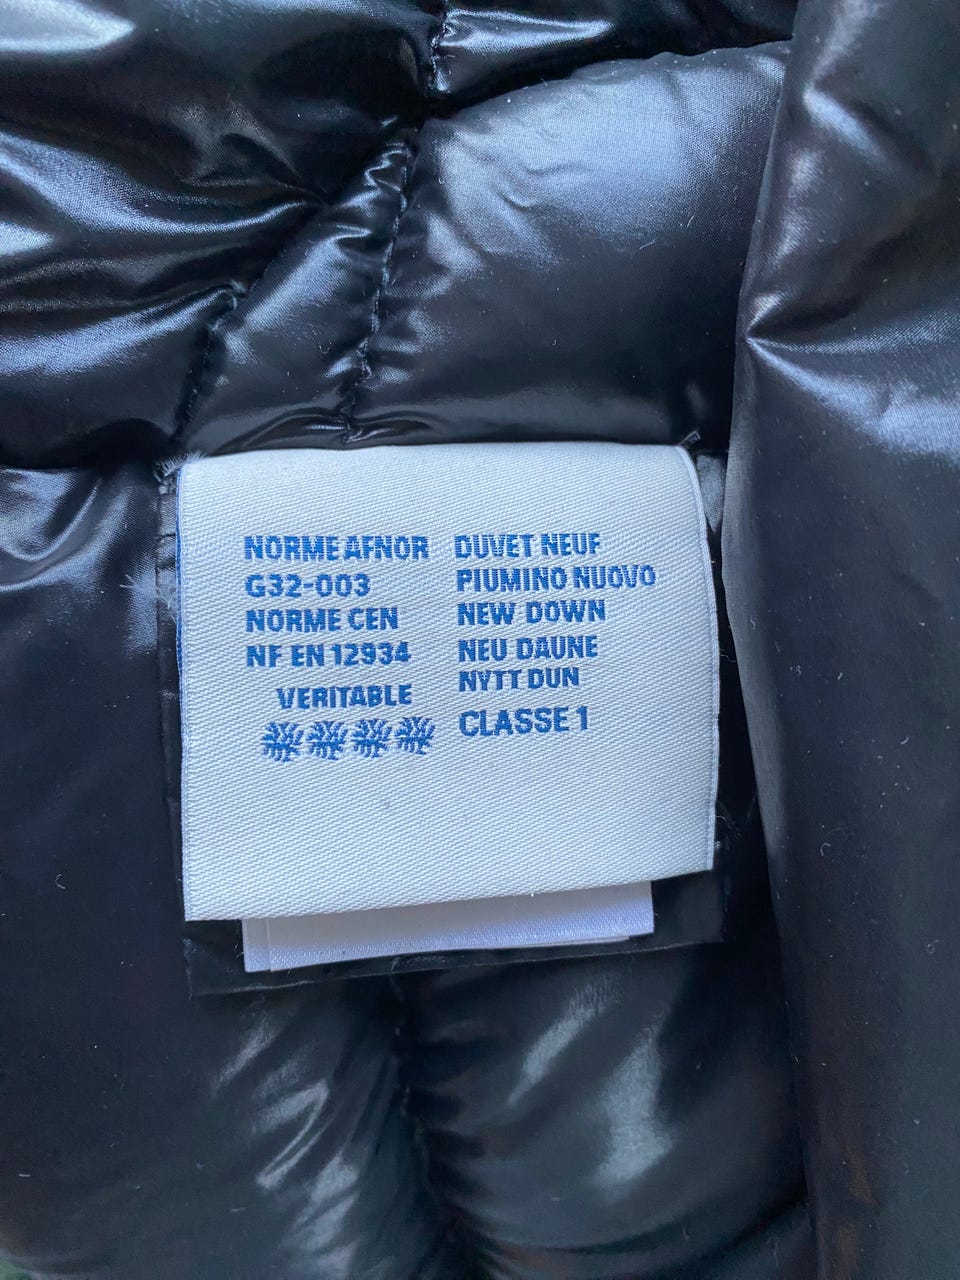 NORME AFNOR
G32-003
NORME CEN
NF EN 12934
VERITABLE
DUVET NEUF
PIUMINO NUOVO
NEW DOWN
NEU DAUNE
NYTT DUN
CLASSE 1